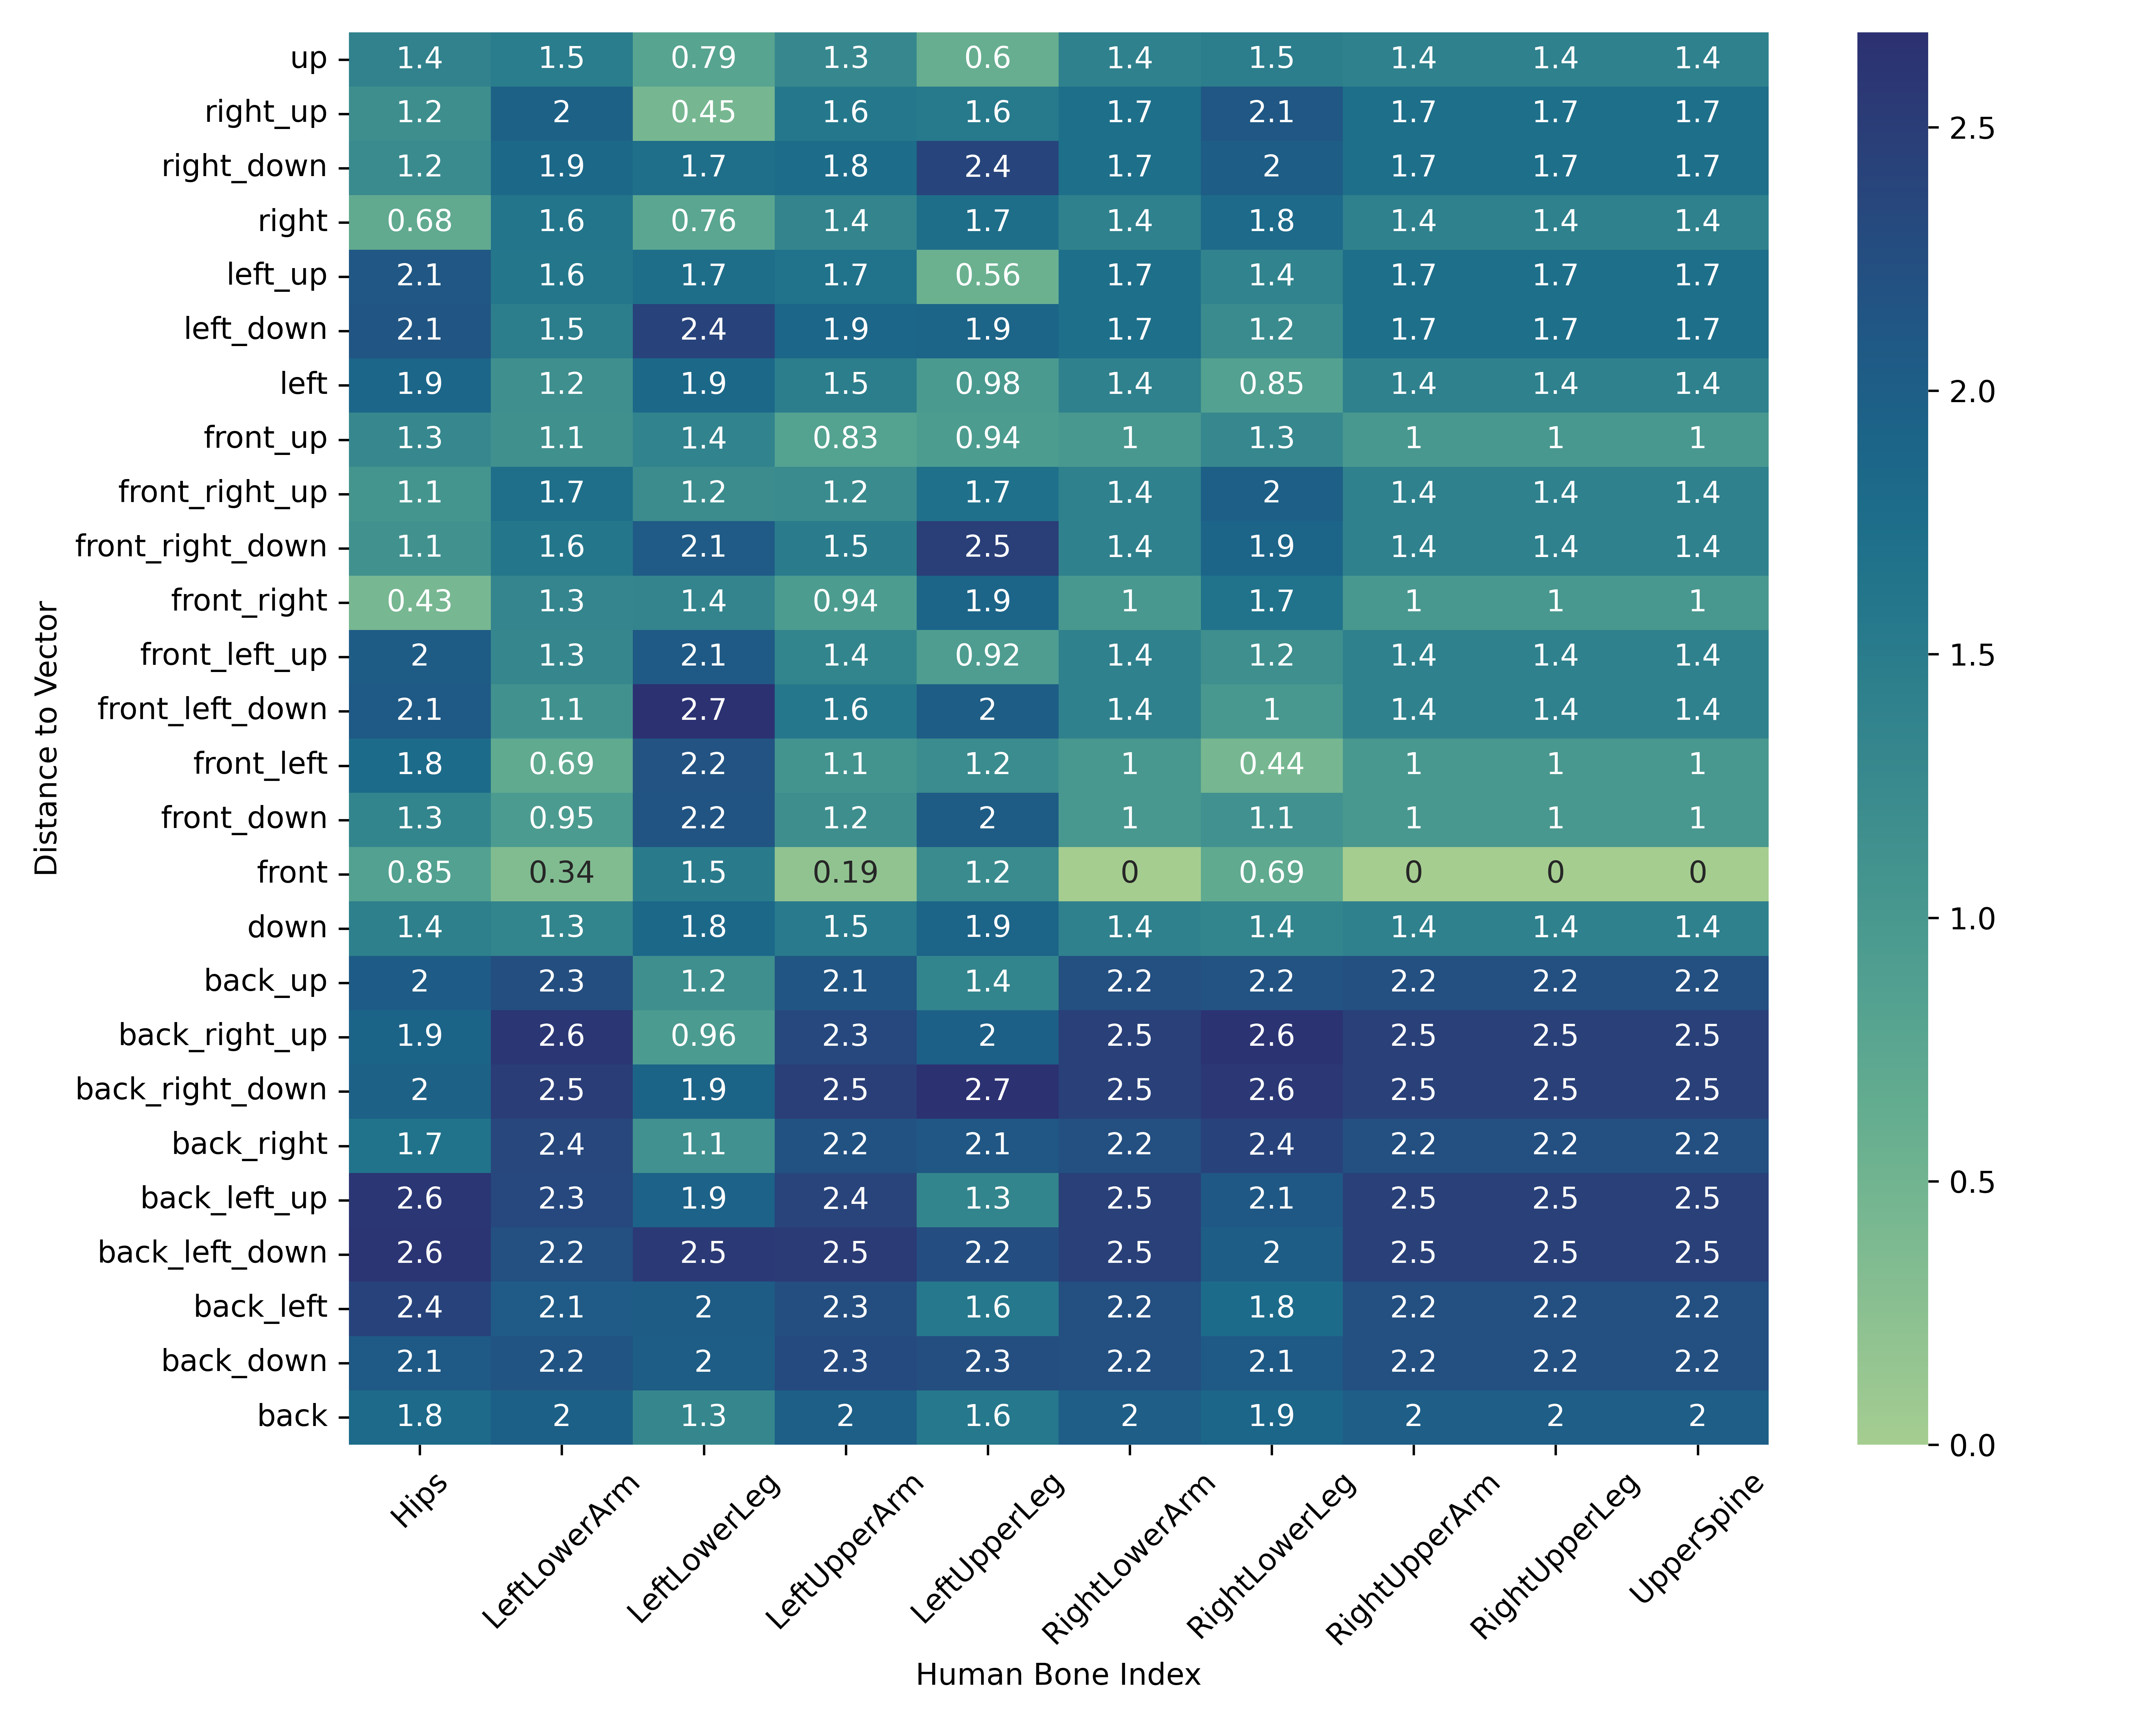 up 1.4 1.5 0.79 1.3 0.6 1.4 1.5 1.4 1.4 1.4
right_up 1.2 2 0.45 1.6 1.6 1.7 2.1 1.7 1.7 1.7
right_down 1.2 1.9 1.7 1.8 2.4 1.7 2 1.7 1.7 1.7
right 0.68 1.6 0.76 1.4 1.7 1.4 1.8 1.4 1.4 1.4
left_up 2.1 1.6 1.7 1.7 0.56 1.7 1.4 1.7 1.7 1.7
left_down 2.1 1.5 2.4 1.9 1.9 1.7 1.2 1.7 1.7 1.7
left 1.9 1.2 1.9 1.5 0.98 1.4 0.85 1.4 1.4 1.4
front_up 1.3 1.1 1.4 0.83 0.94 1 1.3 1 1 1
front_right_up 1.1 1.7 1.2 1.2 1.7 1.4 2 1.4 1.4 1.4
front_right_down 1.1 1.6 2.1 1.5 2.5 1.4 1.9 1.4 1.4 1.4
front_right 0.43 1.3 1.4 0.94 1.9 1 1.7 1 1 1
front_left_up 2 1.3 2.1 1.4 0.92 1.4 1.2 1.4 1.4 1.4
front_left_down 2.1 1.1 2.7 1.6 2 1.4 1 1.4 1.4 1.4
front_left 1.8 0.69 2.2 1.1 1.2 1 0.44 1 1 1
front_down 1.3 0.95 2.2 1.2 2 1 1.1 1 1 1
front 0.85 0.34 1.5 0.19 1.2 0 0.69 0 0 0
down 1.4 1.3 1.8 1.5 1.9 1.4 1.4 1.4 1.4 1.4
back_up 2 2.3 1.2 2.1 1.4 2.2 2.2 2.2 2.2 2.2
back_right_up 1.9 2.6 0.96 2.3 2 2.5 2.6 2.5 2.5 2.5
back_right_down 2 2.5 1.9 2.5 2.7 2.5 2.6 2.5 2.5 2.5
back_right 1.7 2.4 1.1 2.2 2.1 2.2 2.4 2.2 2.2 2.2
back_left_up 2.6 2.3 1.9 2.4 1.3 2.5 2.1 2.5 2.5 2.5
back_left_down 2.6 2.2 2.5 2.5 2.2 2.5 2 2.5 2.5 2.5
back_left 2.4 2.1 2 2.3 1.6 2.2 1.8 2.2 2.2 2.2
back_down 2.1 2.2 2 2.3 2.3 2.2 2.1 2.2 2.2 2.2
back 1.8 2 1.3 2 1.6 2 1.9 2 2 2
Hips LeftLowerArm LeftLowerLeg LeftUpperArm LeftUpperLeg RightLowerArm RightLowerLeg RightUpperArm RightUpperLeg UpperSpine
Human Bone Index
Distance to Vector
2.5
2.0
1.5
1.0
0.5
0.0